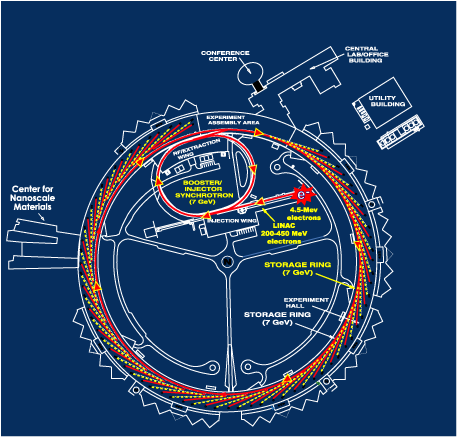 CONFERENCE
CENTER
CENTRAL
LAB/OFFICE
BUILDING
UTILITY
BUILDING
EXPERIMENT
ASSEMBLY AREA
RF/EXTRACTION
WING
BOOSTER/
INJECTOR
SYNCHROTRON
(7 GeV)
Center for
Nanoscale
Materials
4.5-Mev
electrons
INJECTION WING
LINAC
200-450 MeV
electrons
STORAGE RING
(7 GeV)
EXPERIMENT
HALL
STORAGE RING
(7 GeV)